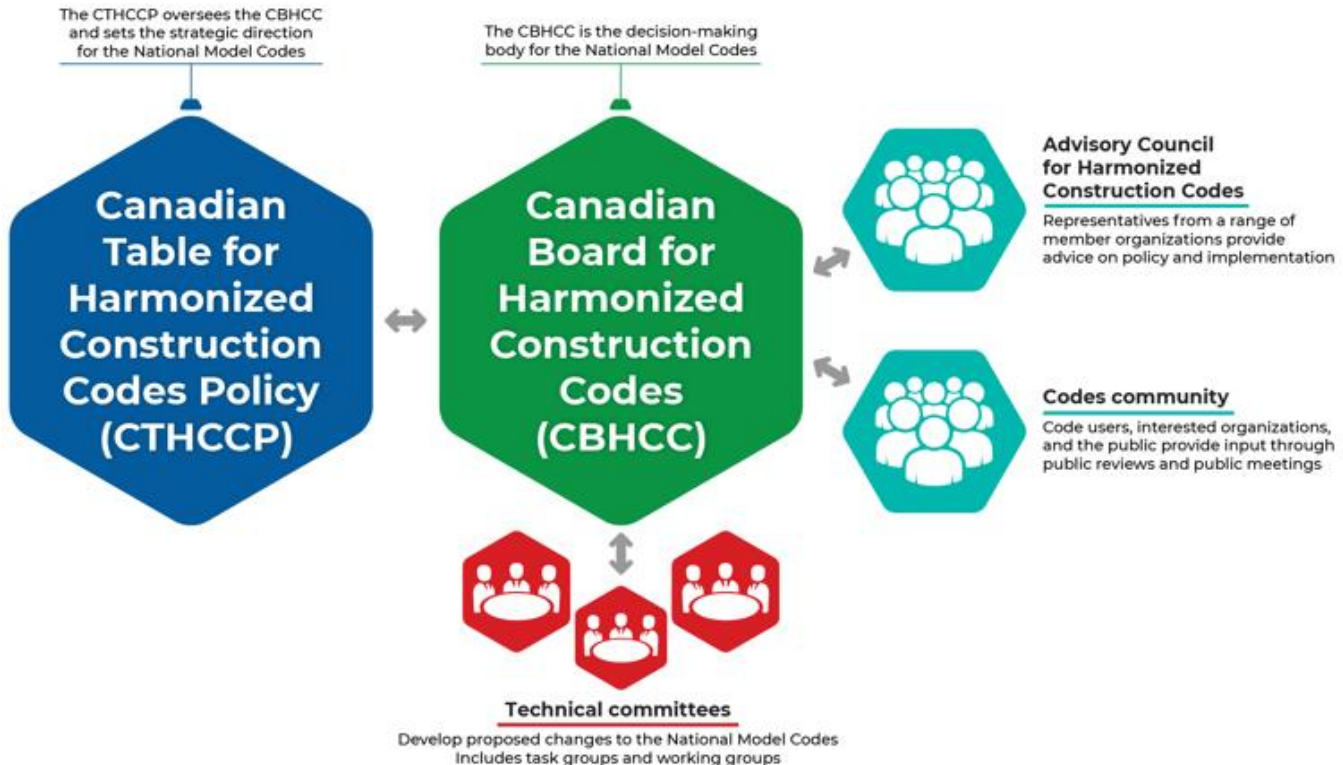 The CTHCCP oversees the CBHCC
and sets the strategic direction
for the National Model Codes
The CBHCC is the decision-making
body for the National Model Codes
Canadian
Table for
Harmonized
Construction
Codes Policy
(CTHCCP)
Canadian
Board for
Harmonized
Construction
Codes
(CBHCC)
Advisory Council
for Harmonized
Construction Codes
Representatives from a range of
member organizations provide
advice on policy and implementation
Codes community
Code users, interested organizations,
and the public provide input through
public reviews and public meetings
Technical committees
Develop proposed changes to the National Model Codes
Includes task groups and working groups